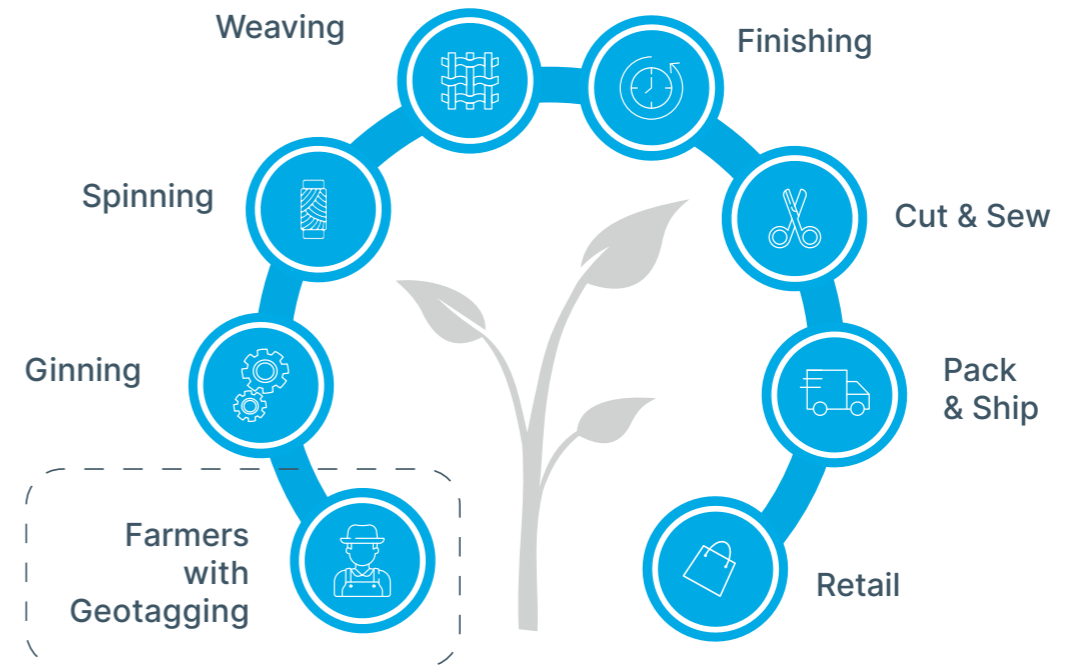 Weaving
Finishing
Spinning
Cut & Sew
Ginning
Pack
& Ship
Farmers
with
Geotagging
Retail